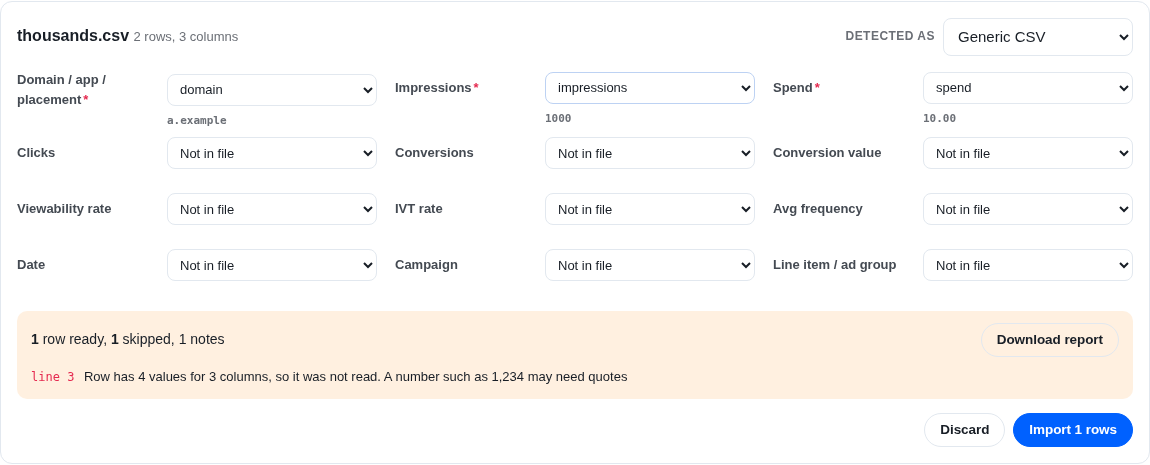 thousands.csv 2 rows, 3 columns DETECTED AS Generic CSV
Domain / app / placement* domain Impressions* impressions Spend* spend
a.example 1000 10.00
Clicks Not in file Conversions Not in file Conversion value Not in file
Viewability rate Not in file IVT rate Not in file Avg frequency Not in file
Date Not in file Campaign Not in file Line item / ad group Not in file
1 row ready, 1 skipped, 1 notes Download report
line 3 Row has 4 values for 3 columns, so it was not read. A number such as 1,234 may need quotes
Discard Import 1 rows